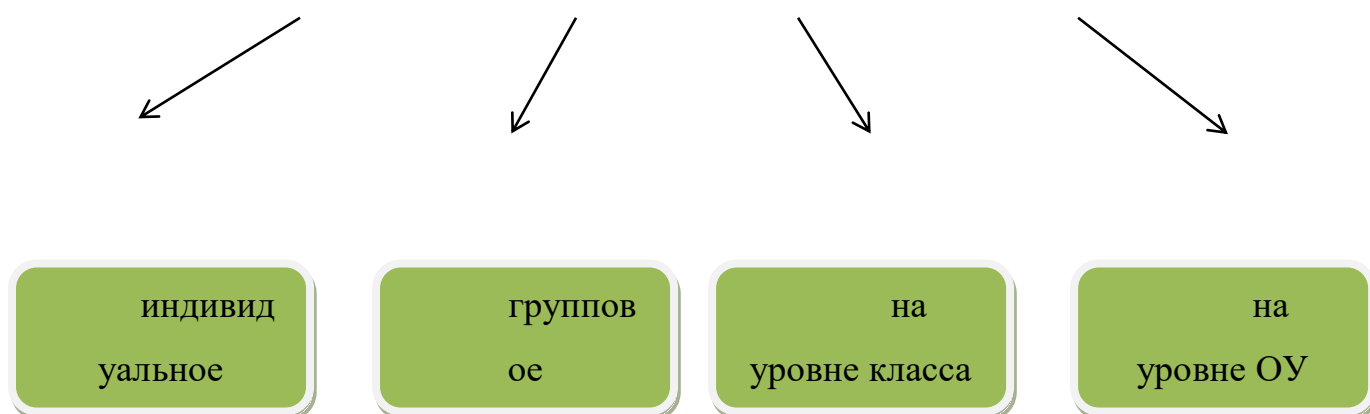 индивид
уальное
группов
ое
на
уровне класса
на
уровне ОУ